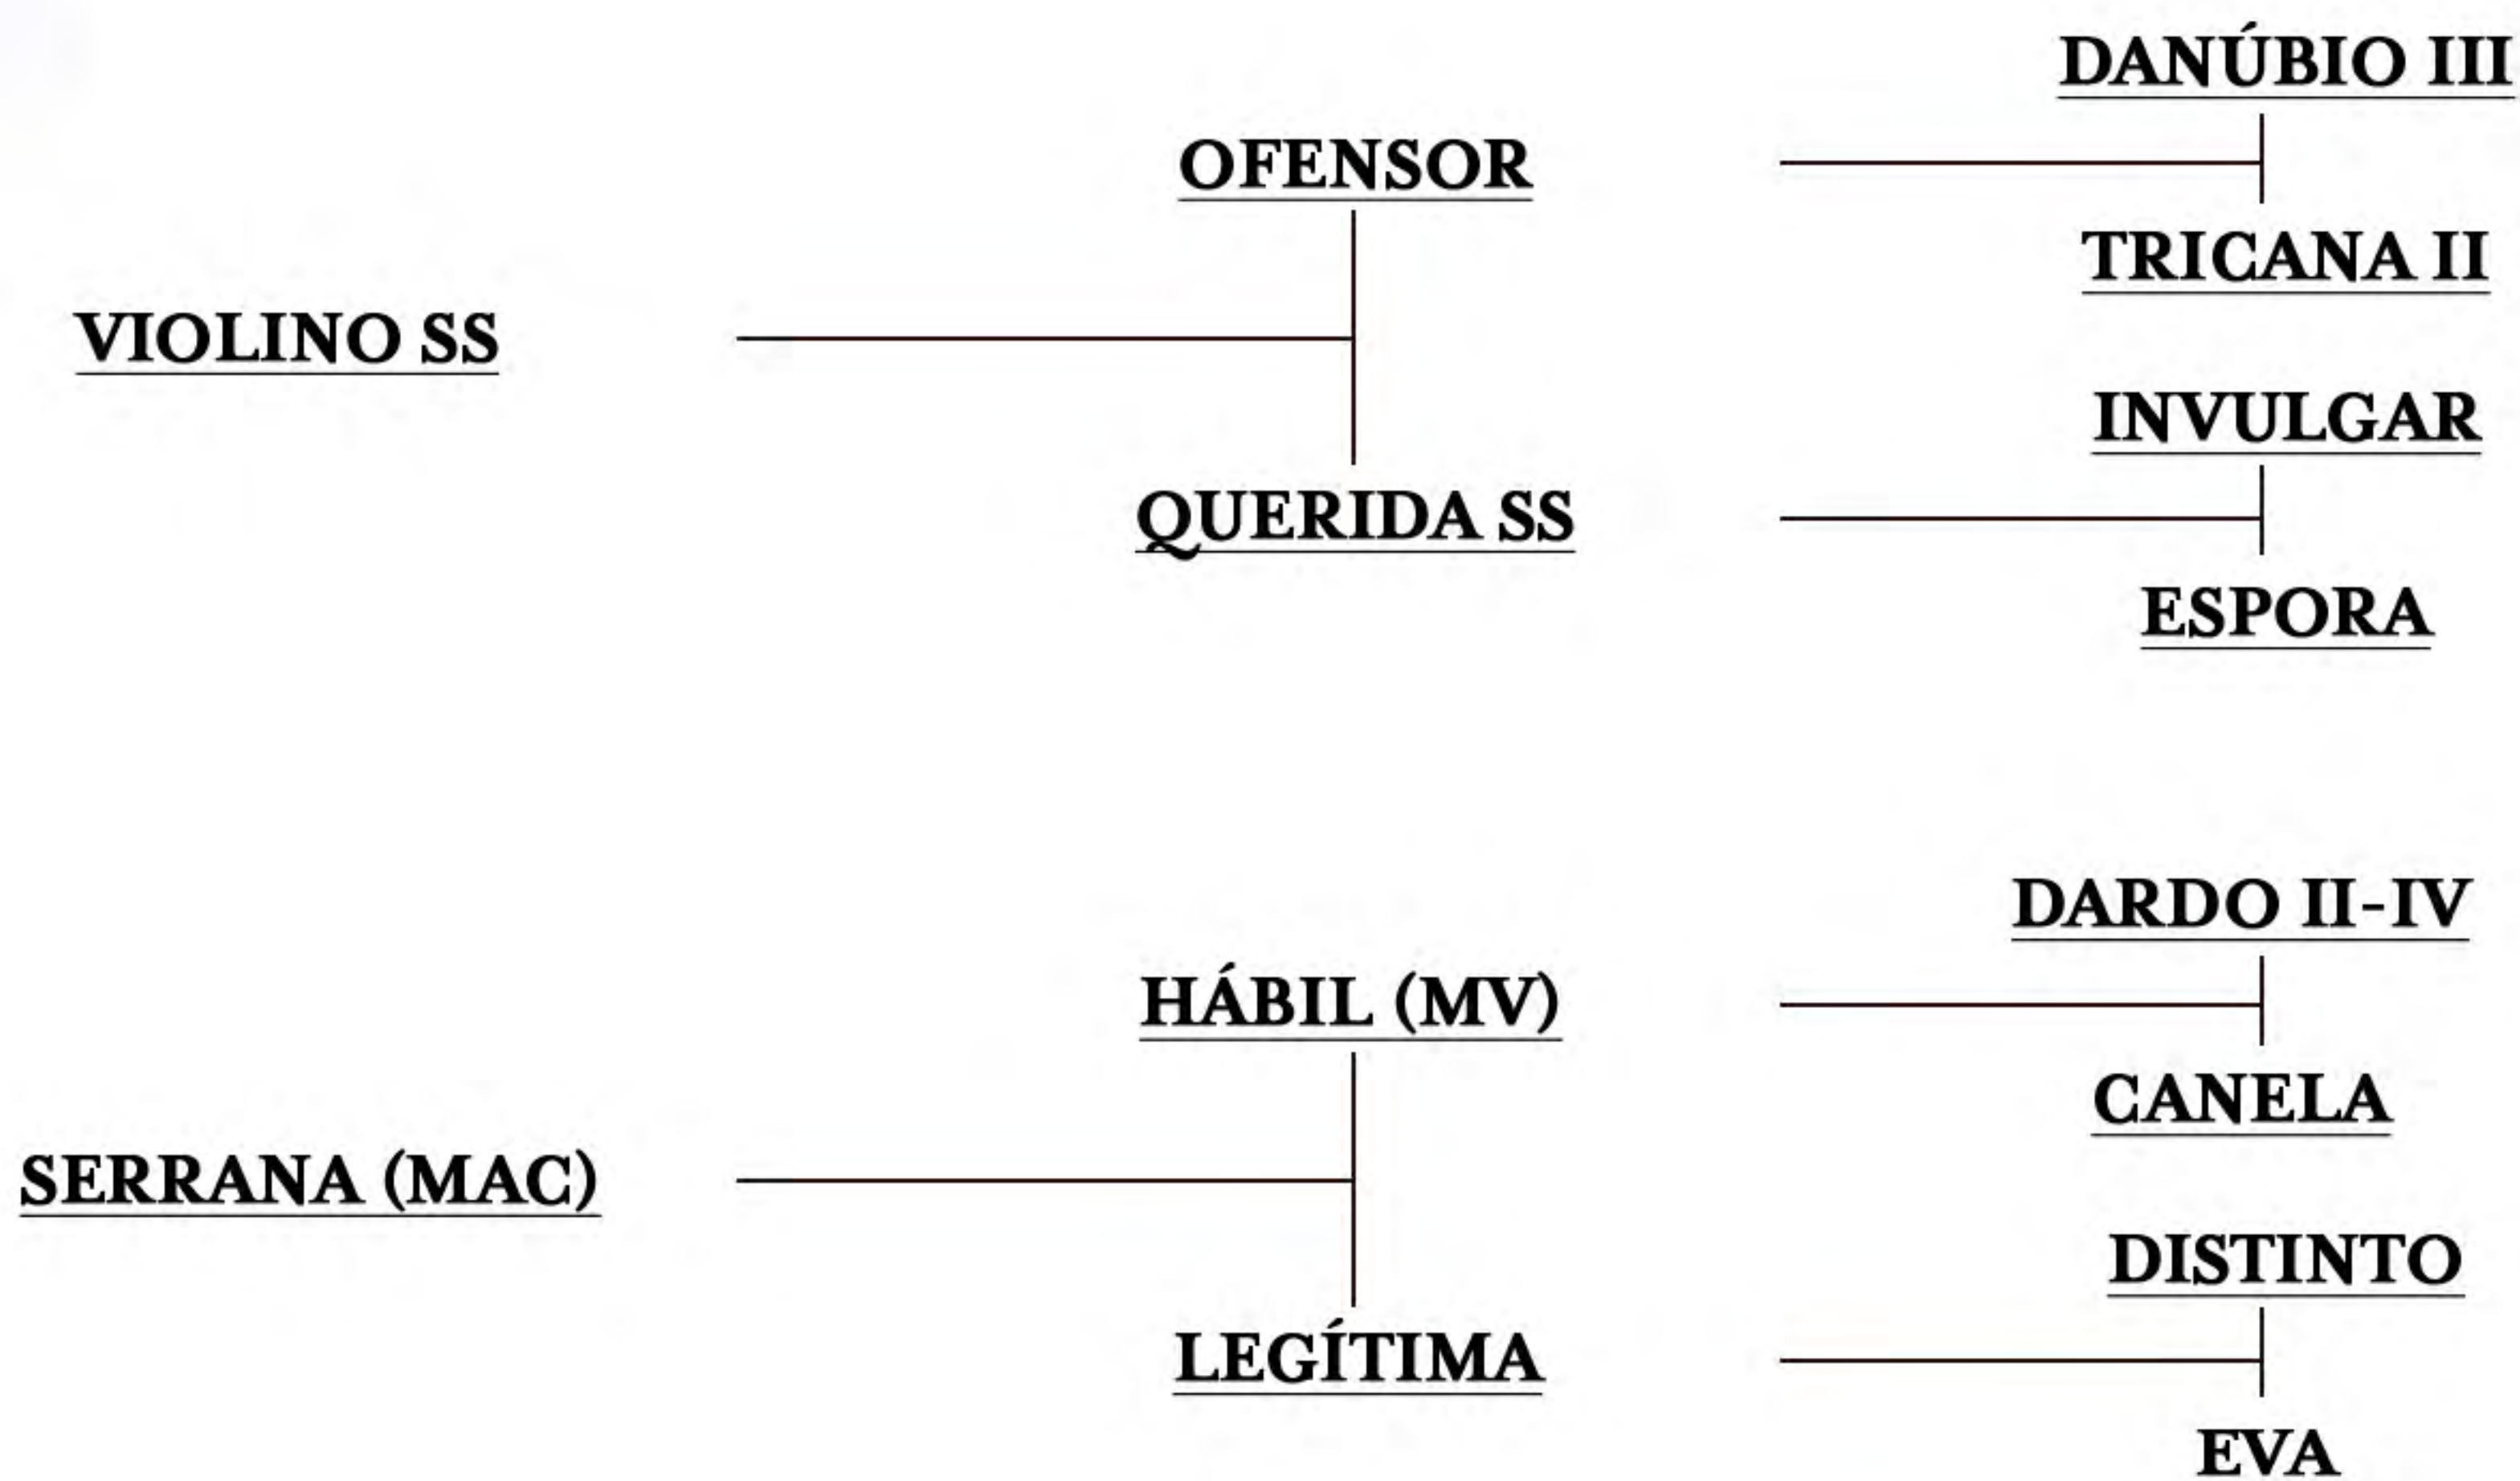 DANÚBIO III
OFENSOR
TRICANA II
VIOLINO SS
INVULGAR
QUERIDA SS
ESPORA
DARDO II-IV
HÁBIL (MV)
CANELA
SERRANA (MAC)
DISTINTO
LEGÍTIMA
EVA